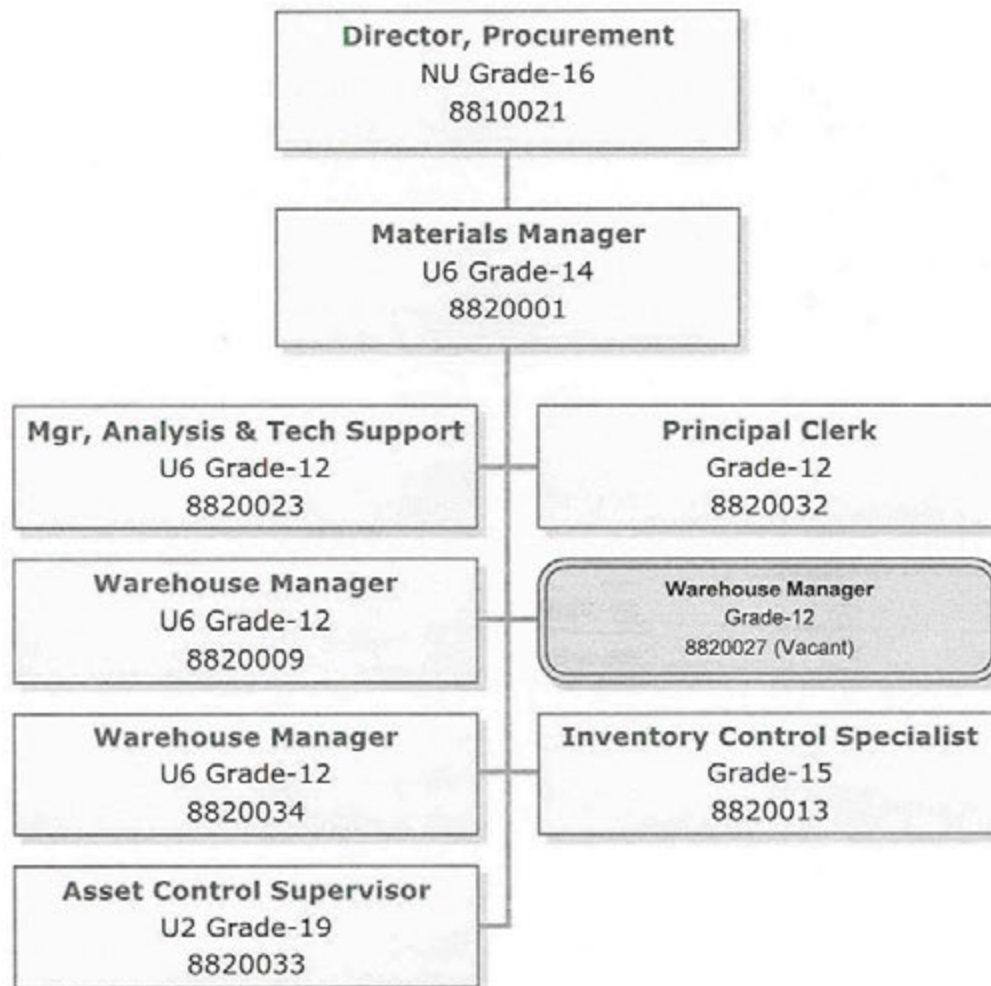 Director, Procurement
NU Grade-16
8810021
Materials Manager
U6 Grade-14
8820001
Mgr, Analysis & Tech Support
U6 Grade-12
8820023
Principal Clerk
Grade-12
8820032
Warehouse Manager
U6 Grade-12
8820009
Warehouse Manager
Grade-12
8820027 (Vacant)
Warehouse Manager
U6 Grade-12
8820034
Inventory Control Specialist
Grade-15
8820013
Asset Control Supervisor
U2 Grade-19
8820033